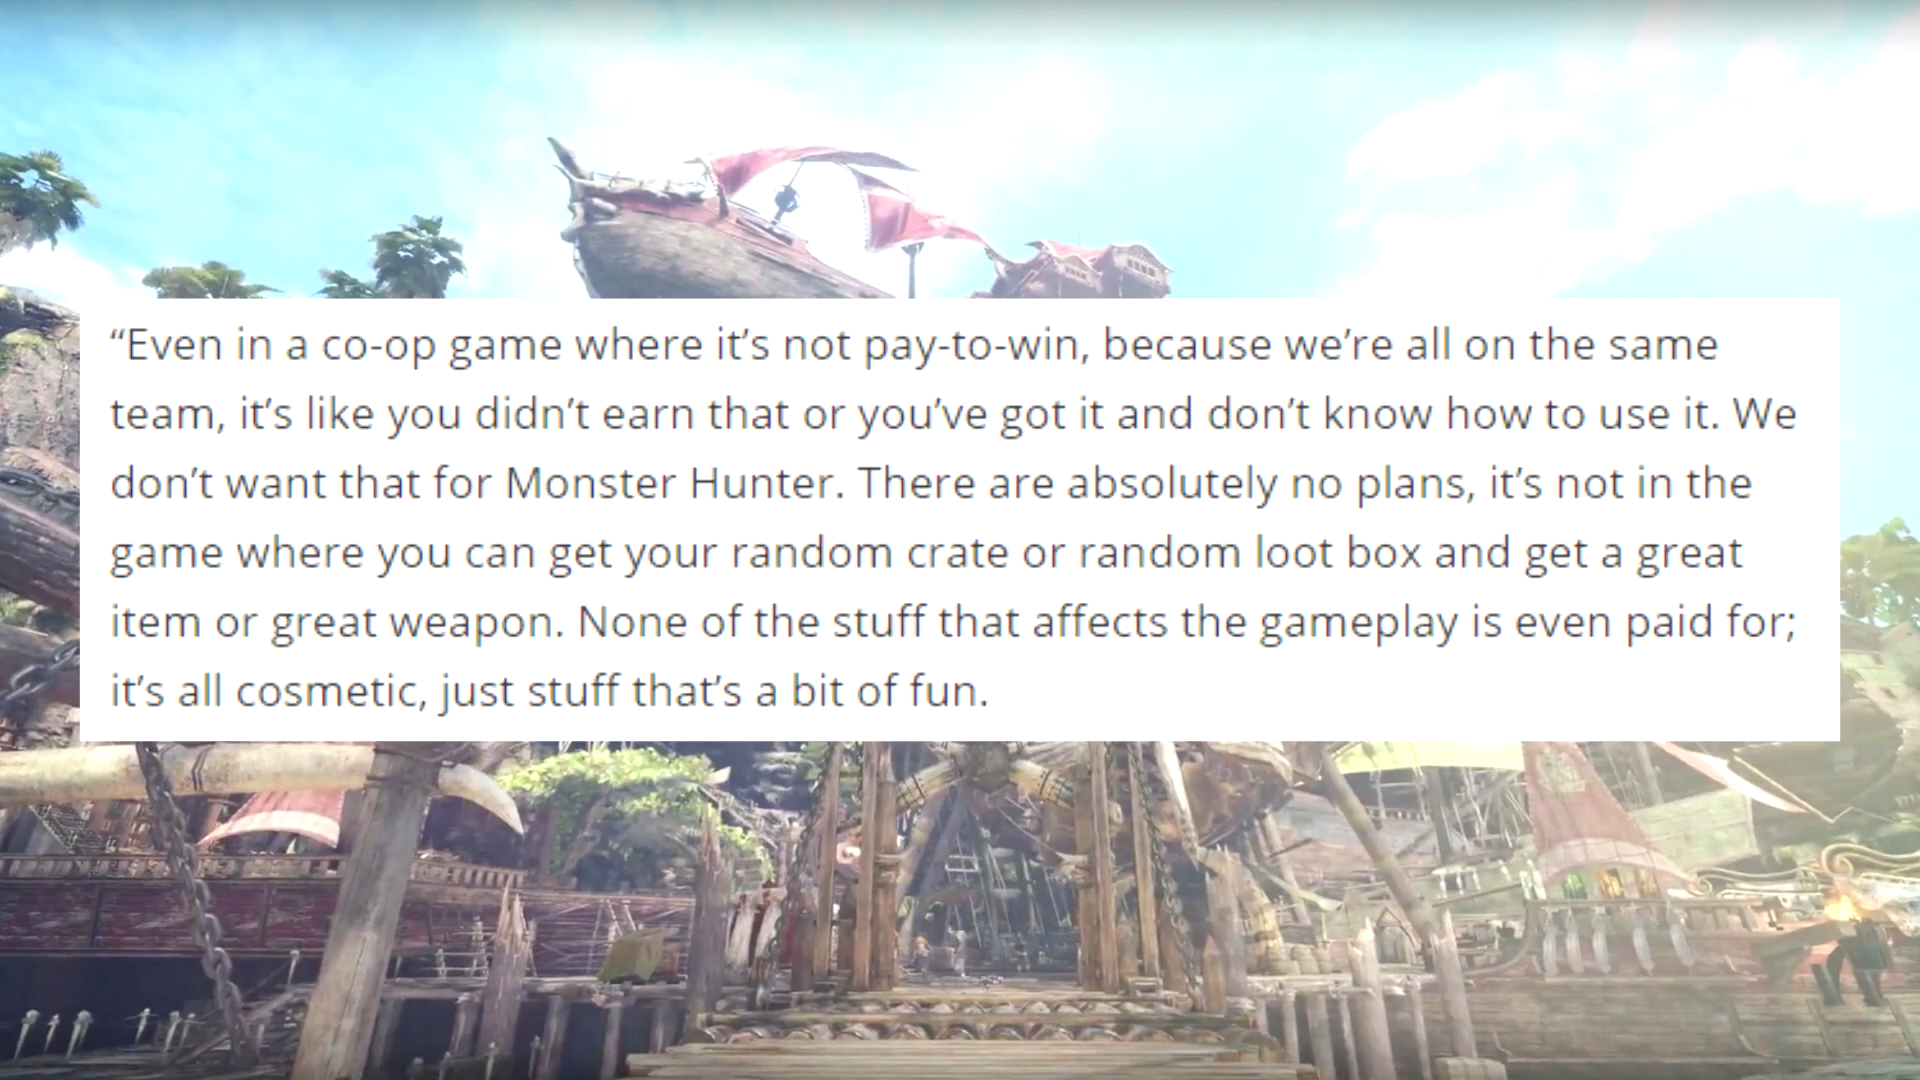 “Even in a co-op game where it’s not pay-to-win, because we’re all on the same
team, it’s like you didn’t earn that or you’ve got it and don’t know how to use it. We
don’t want that for Monster Hunter. There are absolutely no plans, it’s not in the
game where you can get your random crate or random loot box and get a great
item or great weapon. None of the stuff that affects the gameplay is even paid for;
it’s all cosmetic, just stuff that’s a bit of fun.